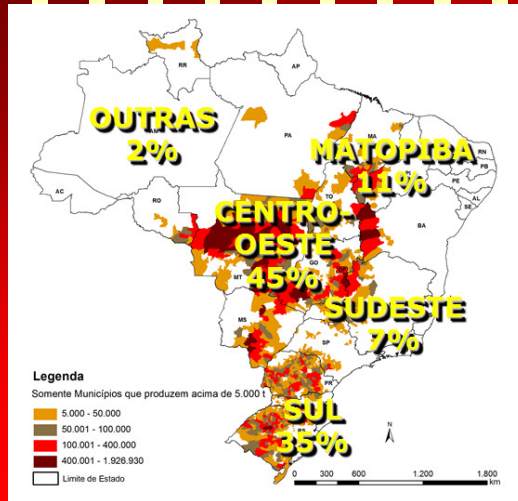 RR
AP
OUTRAS
2%
AM
PA
MA
RN
PB
PE
AL
SE
MATOPIBA
11%
AC
RO
TO
BA
CENTRO-
OESTE
45%
MT
GO
SUDESTE
7%
MS
SP
PR
SUL
35%
RS
Legenda
Somente Municípios que produzem acima de 5.000 t
5.000 - 50.000
50.001 - 100.000
100.001 - 400.000
400.001 - 1.926.930
Limite de Estado
N
0 300 600 1.200 1.800
km